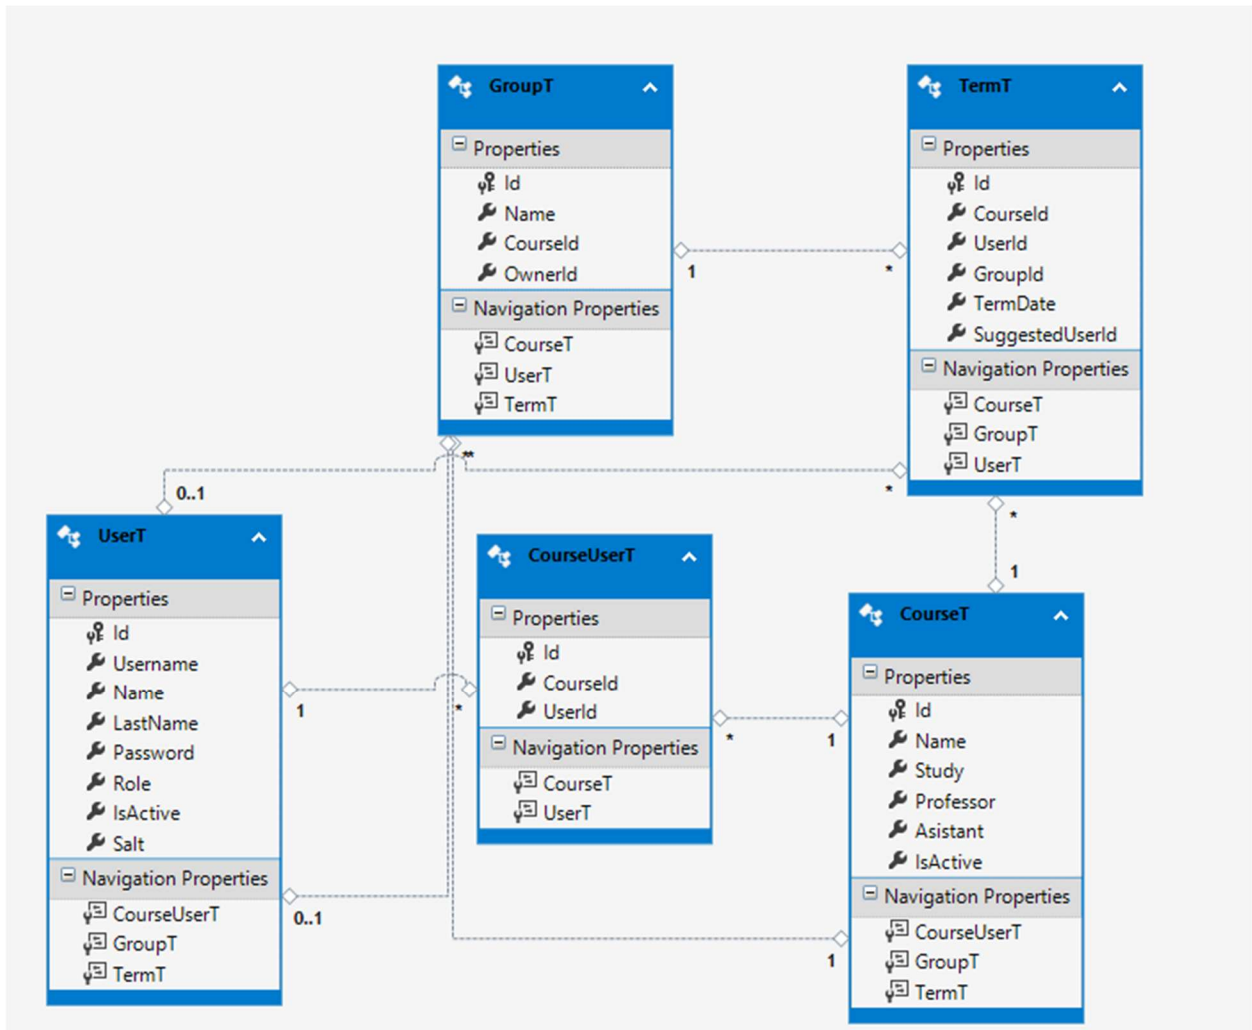 GroupT
Properties
Id
Name
CourseId
OwnerId
Navigation Properties
CourseT
UserT
TermT
TermT
Properties
Id
CourseId
UserId
GroupId
TermDate
SuggestedUserId
Navigation Properties
CourseT
GroupT
UserT
1
*
**
0..1
*
*
1
UserT
Properties
Id
Username
Name
LastName
Password
Role
IsActive
Salt
Navigation Properties
CourseUserT
GroupT
TermT
1
*
0..1
CourseUserT
Properties
Id
CourseId
UserId
Navigation Properties
CourseT
UserT
*
1
CourseT
Properties
Id
Name
Study
Professor
Asistant
IsActive
Navigation Properties
CourseUserT
GroupT
TermT
1